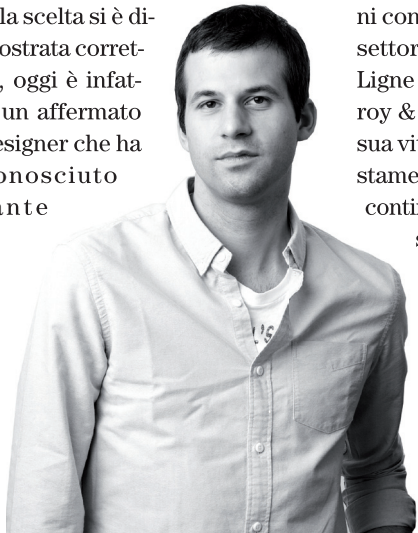 la scelta si è di-
ostrata corret-
, oggi è infat-
un affermato
esigner che ha
onosciuto
ante
ni con
settor
Ligne
roy &
sua vit
stame
conti
s
L'S